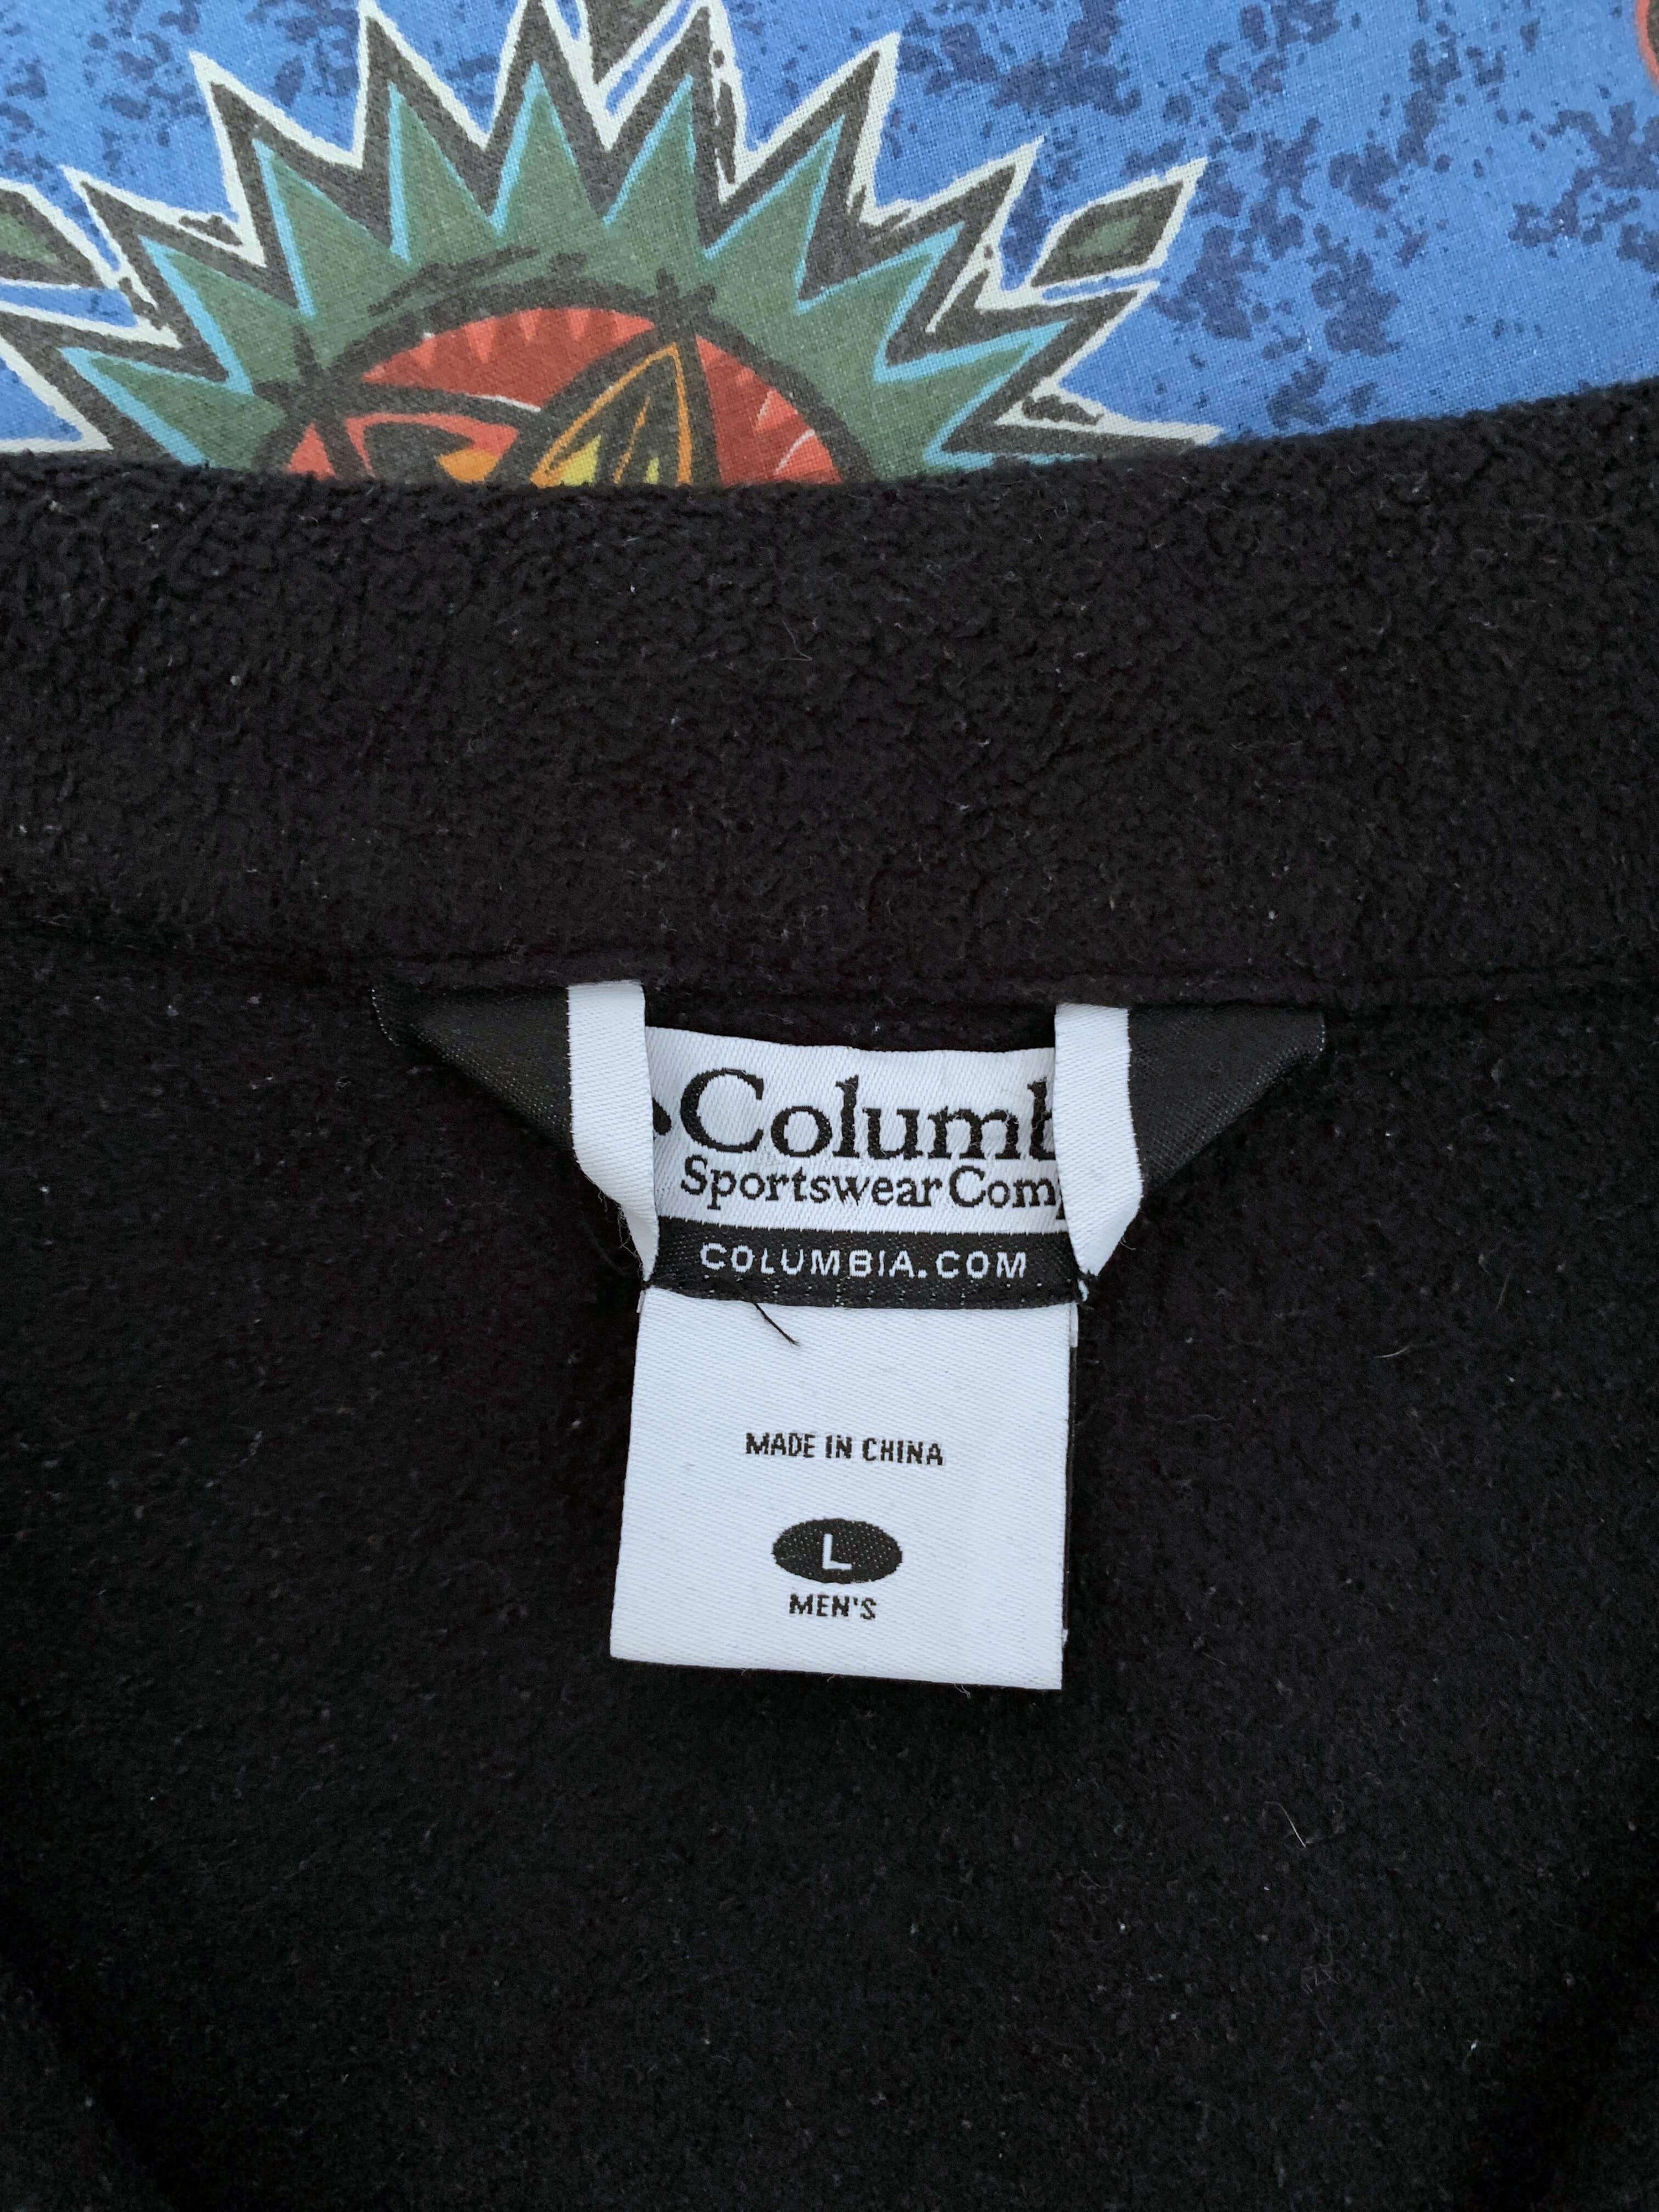 Columb
Sportswear Comp
COLUMBIA.COM
MADE IN CHINA
L
MEN'S